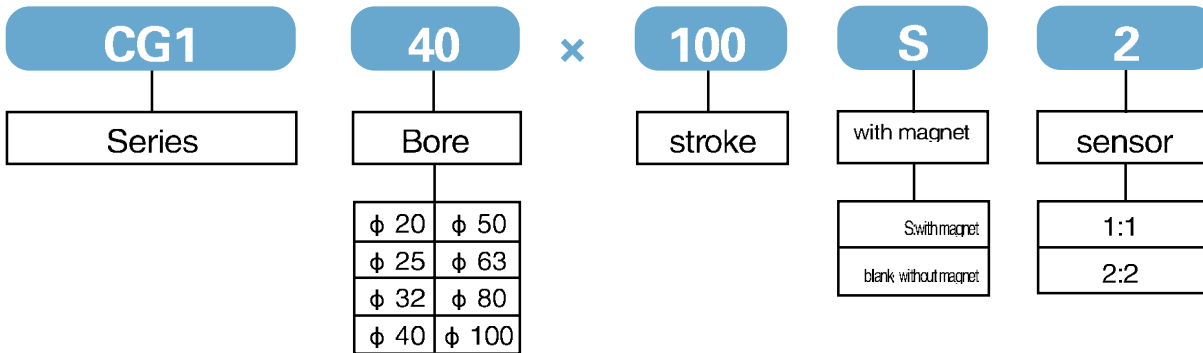 CG1 40 × 100 S 2
Series Bore stroke with magnet sensor
ϕ 20 ϕ 50 S:with magnet 1:1
ϕ 25 ϕ 63 blank: without magnet 2:2
ϕ 32 ϕ 80
ϕ 40 ϕ 100